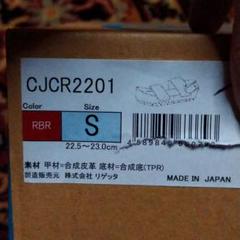 CJCR2201
Color Size
RBR S
22.5〜23.0cm
素材 甲材=合成皮革 底材=合成底(TPR)
製造販売元 株式会社 リゲッタ
MADE IN JAPAN